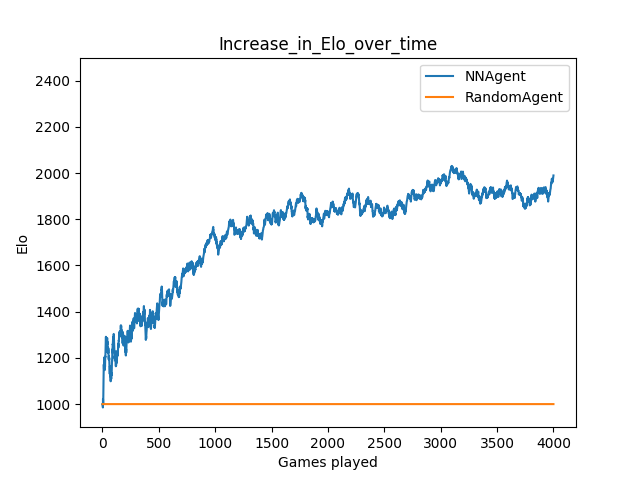 Increase_in_Elo_over_time
NNAgent
RandomAgent
2400
2200
2000
1800
1600
1400
1200
1000
Elo
0 500 1000 1500 2000 2500 3000 3500 4000
Games played